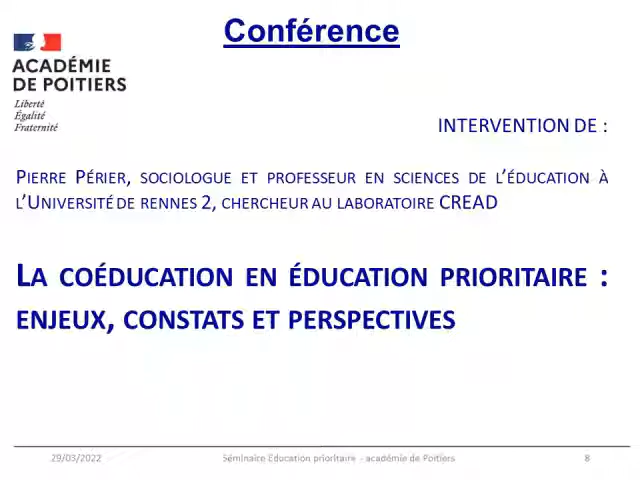 Conférence
ACADÉMIE
DE POITIERS
Liberté
Égalité
Fraternité
INTERVENTION DE :
PIERRE PÉRIER, SOCIOLOGUE ET PROFESSEUR EN SCIENCES DE L'ÉDUCATION À
L'UNIVERSITÉ DE RENNES 2, CHERCHEUR AU LABORATOIRE CREAD
LA COÉDUCATION EN ÉDUCATION PRIORITAIRE :
ENJEUX, CONSTATS ET PERSPECTIVES
29/03/2022 Séminaire Education prioritaire - académie de Poitiers 8